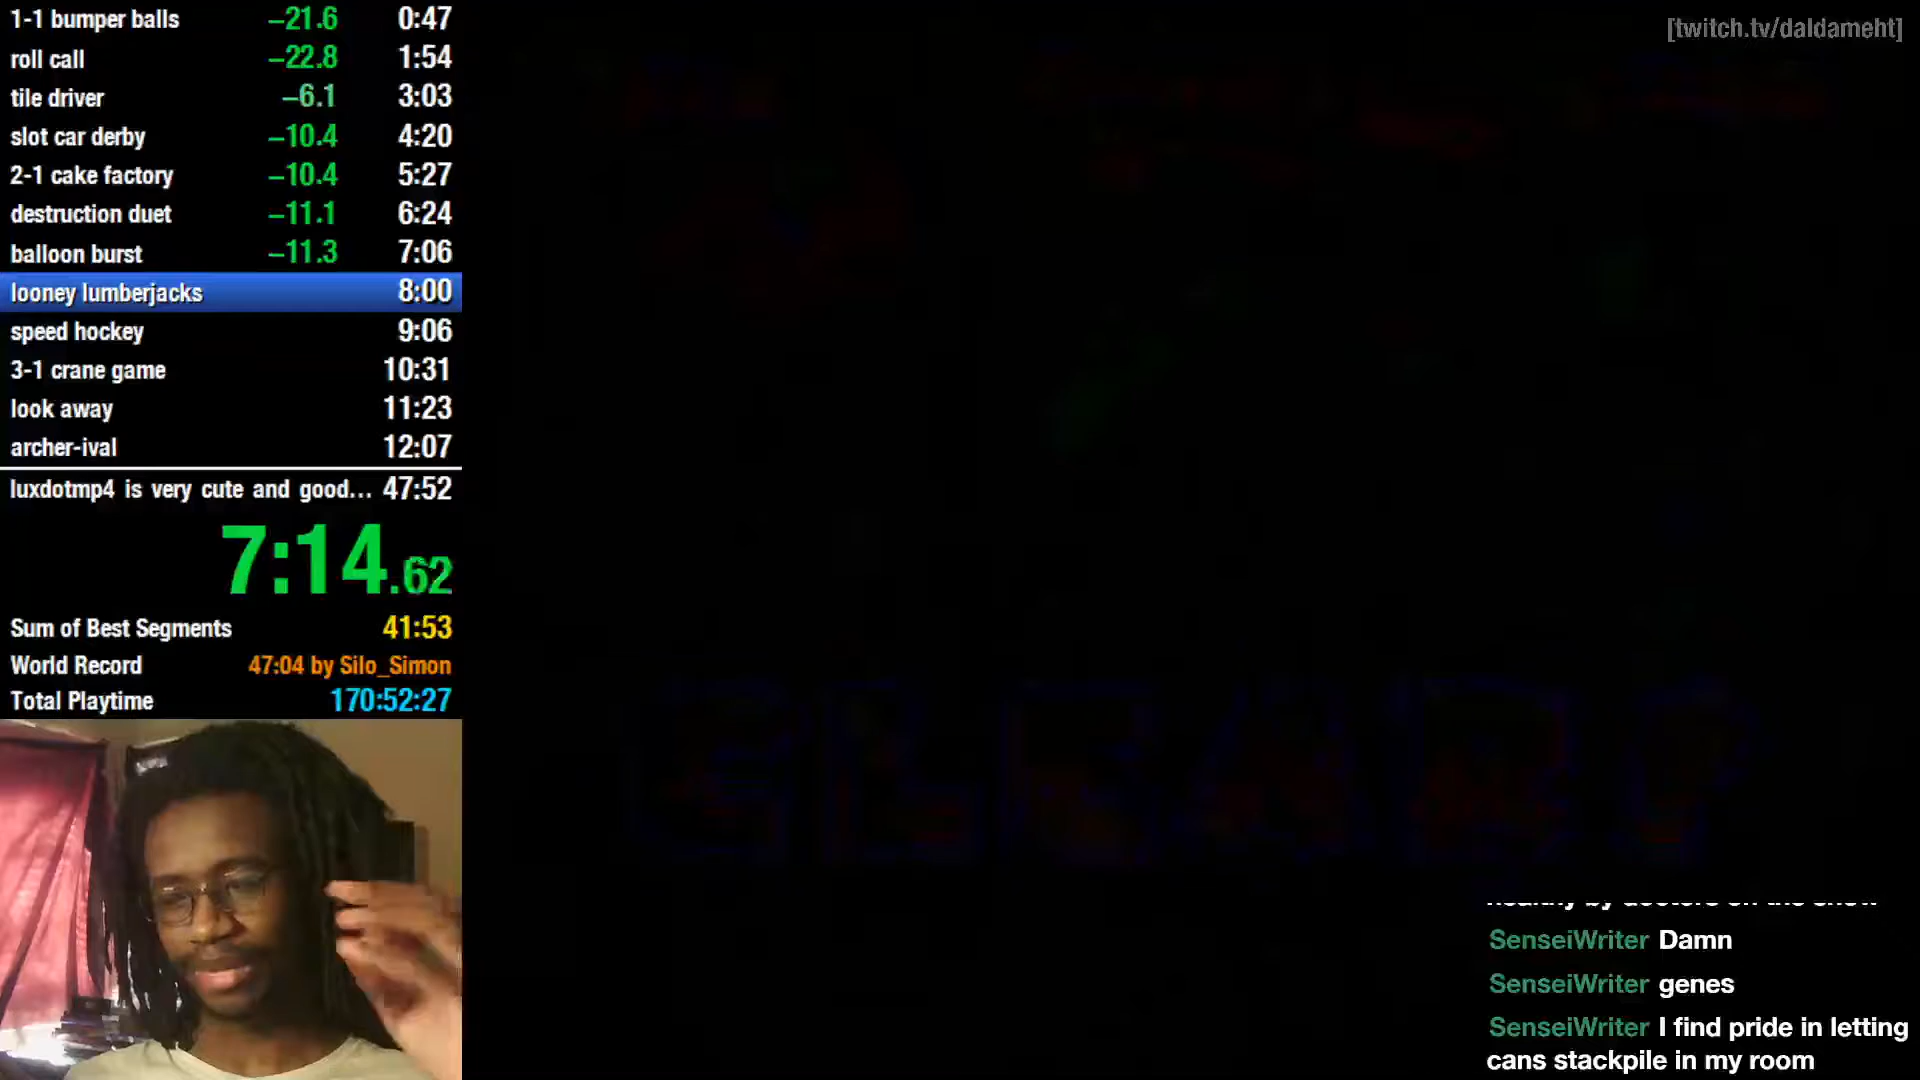 1-1 bumper balls −21.6 0:47
roll call −22.8 1:54
tile driver −6.1 3:03
slot car derby −10.4 4:20
2-1 cake factory −10.4 5:27
destruction duet −11.1 6:24
balloon burst −11.3 7:06
looney lumberjacks 8:00
speed hockey 9:06
3-1 crane game 10:31
look away 11:23
archer-ival 12:07
luxdotmp4 is very cute and good... 47:52
7:14.62
Sum of Best Segments 41:53
World Record 47:04 by Silo_Simon
Total Playtime 170:52:27
[twitch.tv/daldameht]
healthy by doctors on the show
SenseiWriter Damn
SenseiWriter genes
SenseiWriter I find pride in letting
cans stackpile in my room